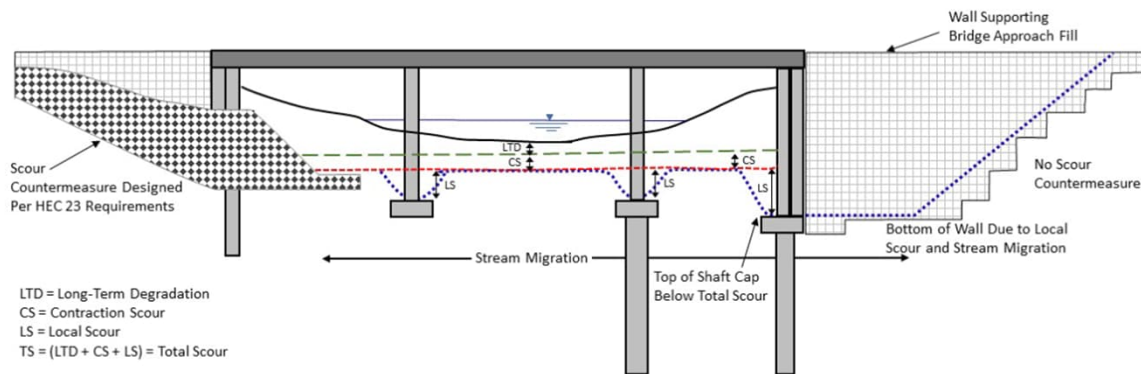 Wall Supporting
Bridge Approach Fill
LTD
CS
CS
LS
LS
LS
Scour
Countermeasure Designed
Per HEC 23 Requirements
No Scour
Countermeasure
Bottom of Wall Due to Local
Scour and Stream Migration
Stream Migration
Top of Shaft Cap
Below Total Scour
LTD = Long-Term Degradation
CS = Contraction Scour
LS = Local Scour
TS = (LTD + CS + LS) = Total Scour